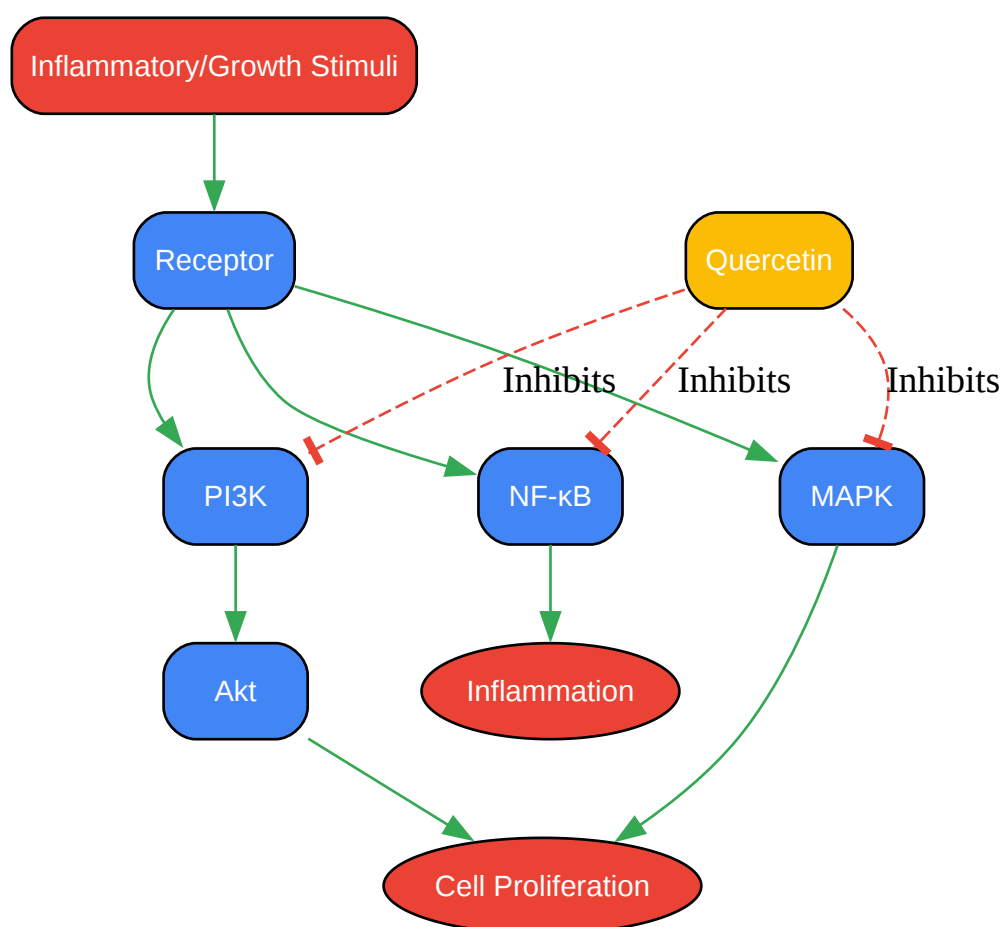 Inflammatory/Growth Stimuli
Receptor
Quercetin
Inhibits
Inhibits
Inhibits
PI3K
NF-κB
MAPK
Akt
Inflammation
Cell Proliferation